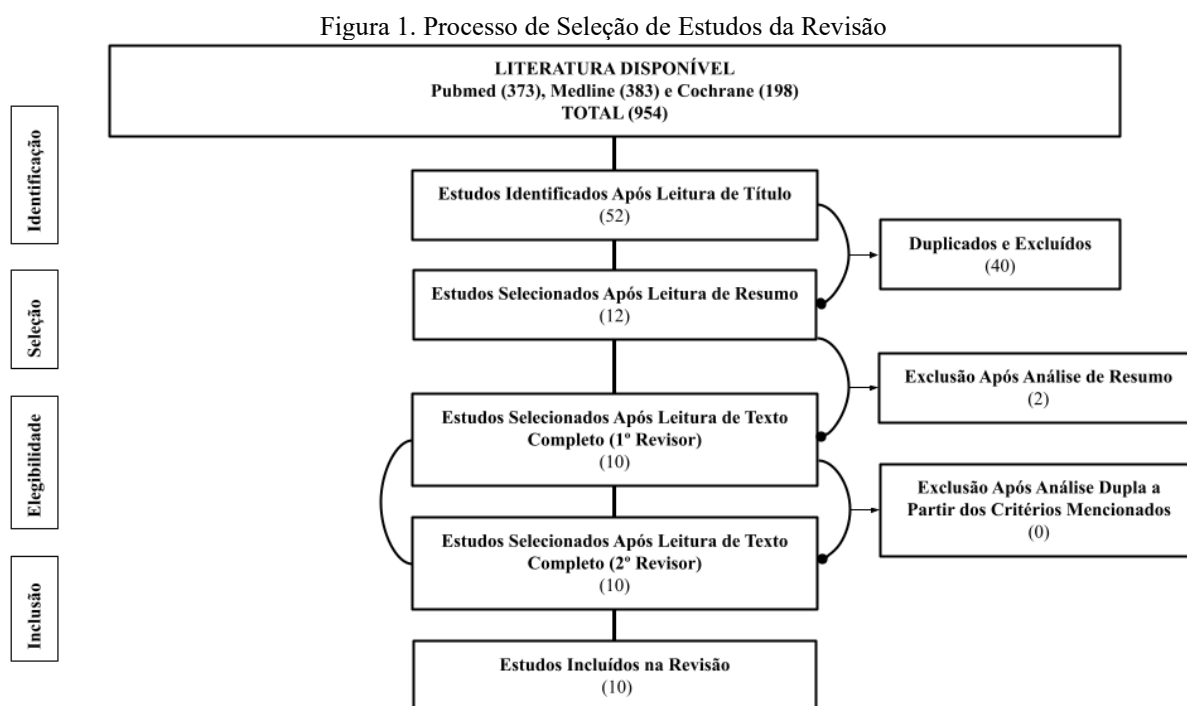 Figura 1. Processo de Seleção de Estudos da Revisão
LITERATURA DISPONÍVEL
Pubmed (373), Medline (383) e Cochrane (198)
TOTAL (954)
Identificação
Estudos Identificados Após Leitura de Título
(52)
Duplicados e Excluídos
(40)
Seleção
Estudos Selecionados Após Leitura de Resumo
(12)
Exclusão Após Análise de Resumo
(2)
Elegibilidade
Estudos Selecionados Após Leitura de Texto
Completo (1º Revisor)
(10)
Exclusão Após Análise Dupla a
Partir dos Critérios Mencionados
(0)
Estudos Selecionados Após Leitura de Texto
Completo (2º Revisor)
(10)
Inclusão
Estudos Incluídos na Revisão
(10)